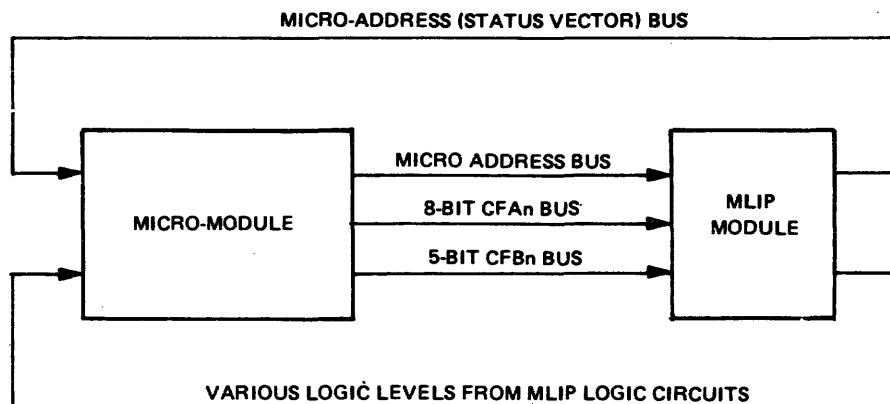 MICRO-ADDRESS (STATUS VECTOR) BUS
MICRO-MODULE
MICRO ADDRESS BUS
8-BIT CFAn BUS
5-BIT CFBn BUS
MLIP
MODULE
VARIOUS LOGIC LEVELS FROM MLIP LOGIC CIRCUITS